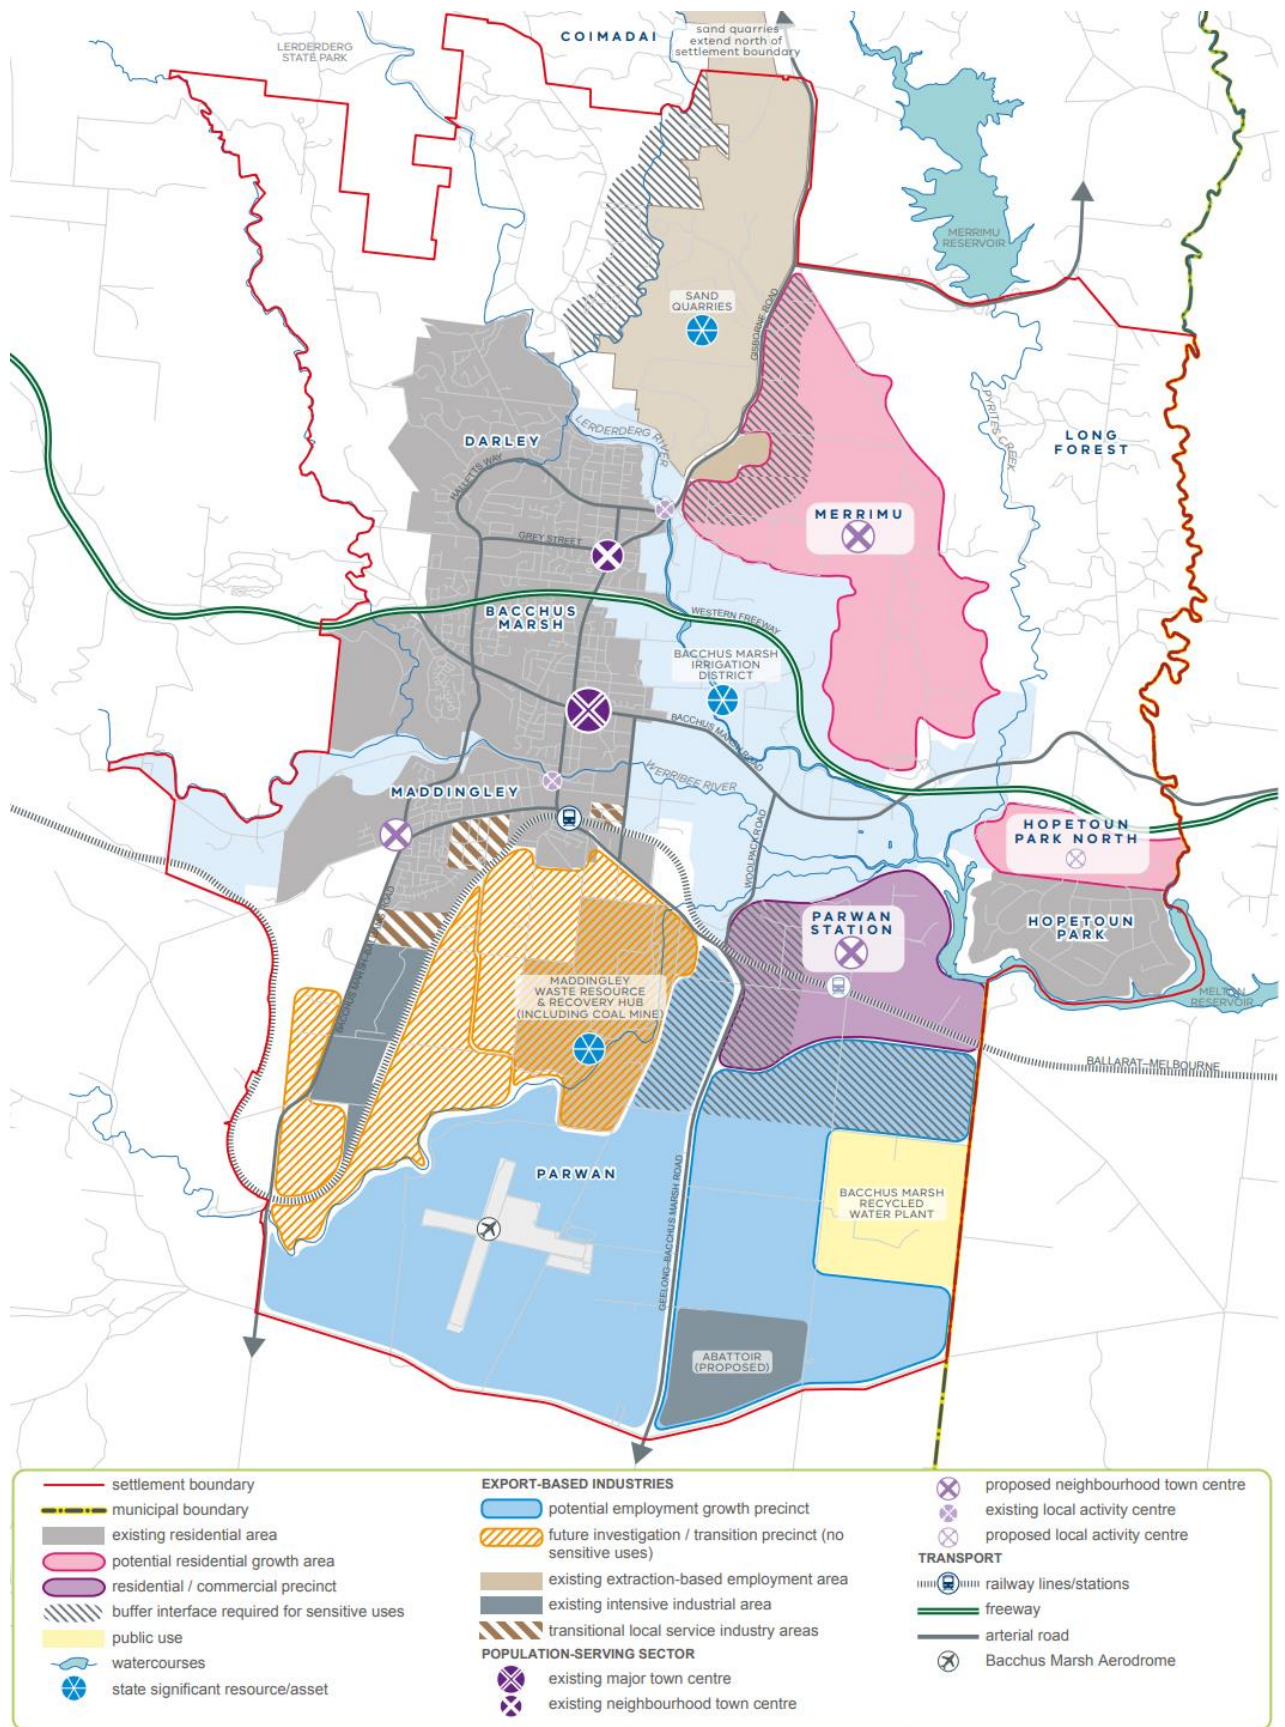 COIMADAI
sand quarries
extend north of
settlement boundary
LERDERDERG
STATE PARK
MERRIMU
RESERVOIR
SAND
QUARRIES
GISBORNE ROAD
PYRITES CREEK
LONG
FOREST
LERDERDERG RIVER
DARLEY
HALLETTS WAY
MERRIMU
GREY STREET
BACCHUS
MARSH
WESTERN FREEWAY
BACCHUS MARSH
IRRIGATION
DISTRICT
BACCHUS MARSH ROAD
WERRIBEE RIVER
MADDINGLEY
WOOLPACK ROAD
HOPETOUN
PARK NORTH
PARWAN
STATION
HOPETOUN
PARK
BACCHUS MARSH-BALLIANG ROAD
MADDINGLEY
WASTE RESOURCE
& RECOVERY HUB
(INCLUDING COAL MINE)
MELTON
RESERVOIR
BALLARAT–MELBOURNE
PARWAN
BACCHUS MARSH
RECYCLED
WATER PLANT
GEELONG–BACCHUS MARSH ROAD
ABATTOIR
(PROPOSED)
settlement boundary
municipal boundary
existing residential area
potential residential growth area
residential / commercial precinct
buffer interface required for sensitive uses
public use
watercourses
state significant resource/asset
EXPORT-BASED INDUSTRIES
potential employment growth precinct
future investigation / transition precinct (no
sensitive uses)
existing extraction-based employment area
existing intensive industrial area
transitional local service industry areas
POPULATION-SERVING SECTOR
existing major town centre
existing neighbourhood town centre
proposed neighbourhood town centre
existing local activity centre
proposed local activity centre
TRANSPORT
railway lines/stations
freeway
arterial road
Bacchus Marsh Aerodrome